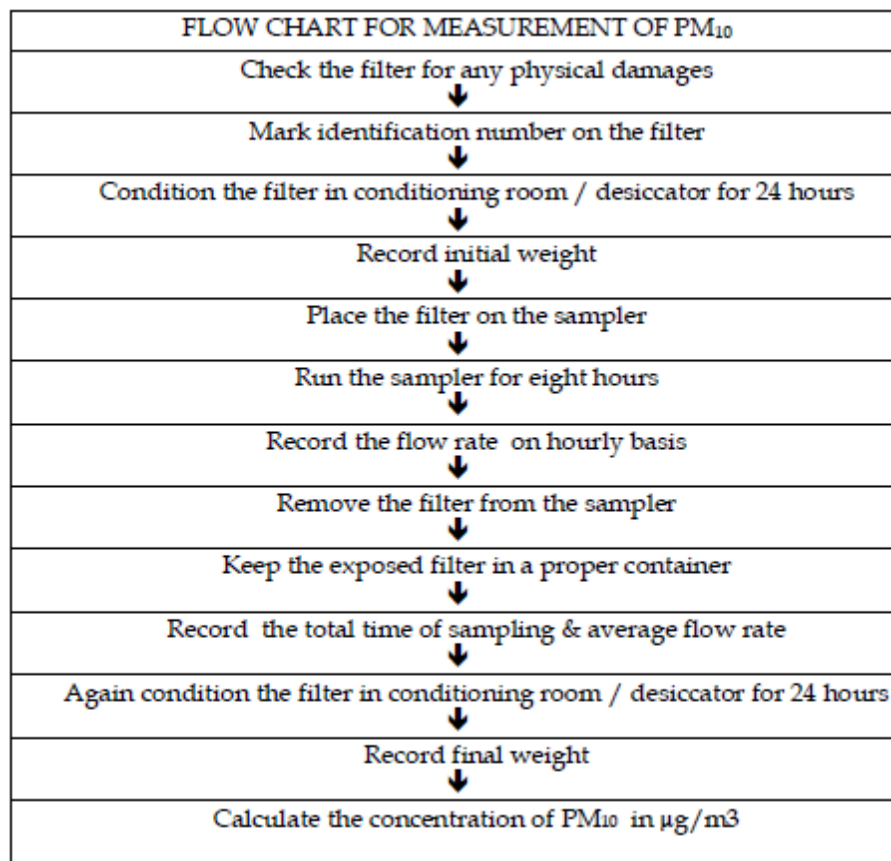 FLOW CHART FOR MEASUREMENT OF PM₁₀
Check the filter for any physical damages
Mark identification number on the filter
Condition the filter in conditioning room / desiccator for 24 hours
Record initial weight
Place the filter on the sampler
Run the sampler for eight hours
Record the flow rate on hourly basis
Remove the filter from the sampler
Keep the exposed filter in a proper container
Record the total time of sampling & average flow rate
Again condition the filter in conditioning room / desiccator for 24 hours
Record final weight
Calculate the concentration of PM₁₀ in µg/m3